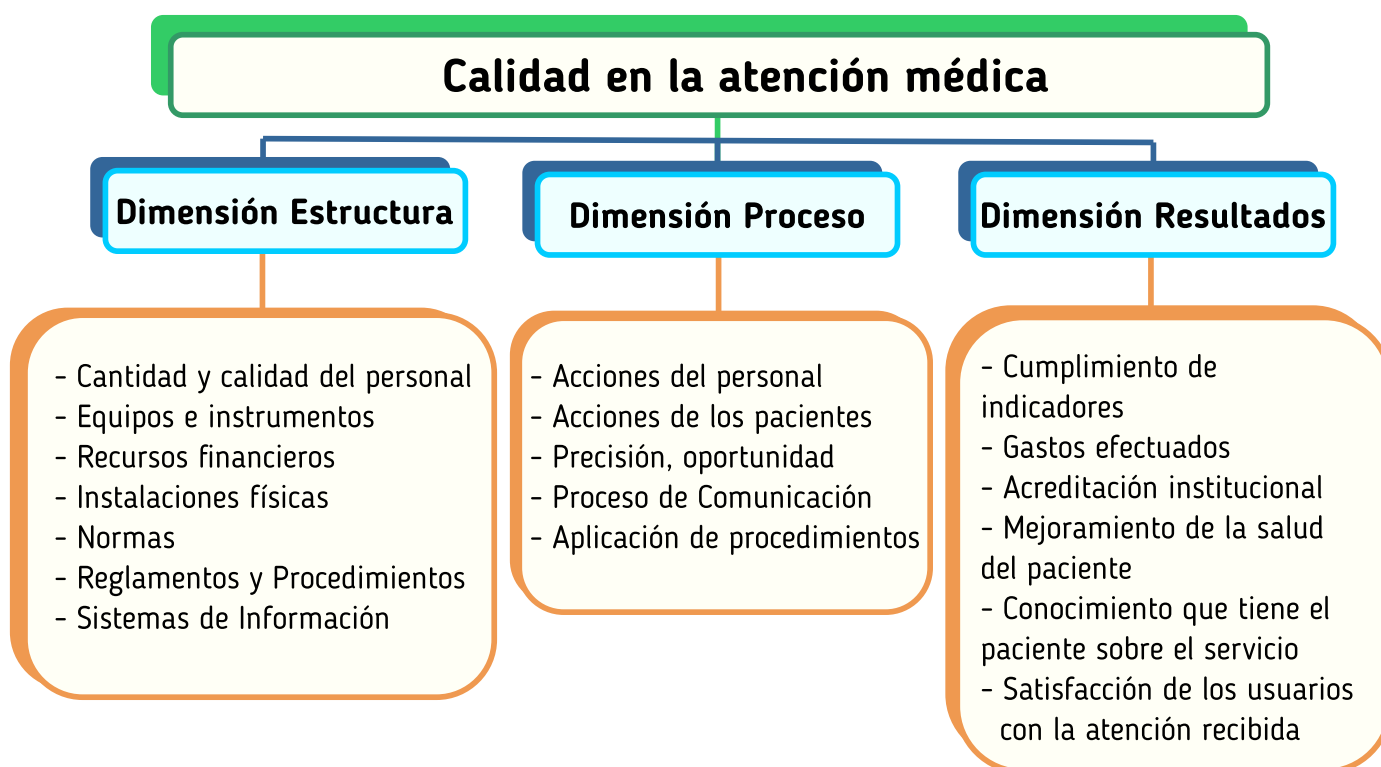 Calidad en la atención médica
Dimensión Estructura
- Cantidad y calidad del personal
- Equipos e instrumentos
- Recursos financieros
- Instalaciones físicas
- Normas
- Reglamentos y Procedimientos
- Sistemas de Información
Dimensión Proceso
- Acciones del personal
- Acciones de los pacientes
- Precisión, oportunidad
- Proceso de Comunicación
- Aplicación de procedimientos
Dimensión Resultados
- Cumplimiento de
indicadores
- Gastos efectuados
- Acreditación institucional
- Mejoramiento de la salud
del paciente
- Conocimiento que tiene el
paciente sobre el servicio
- Satisfacción de los usuarios
con la atención recibida